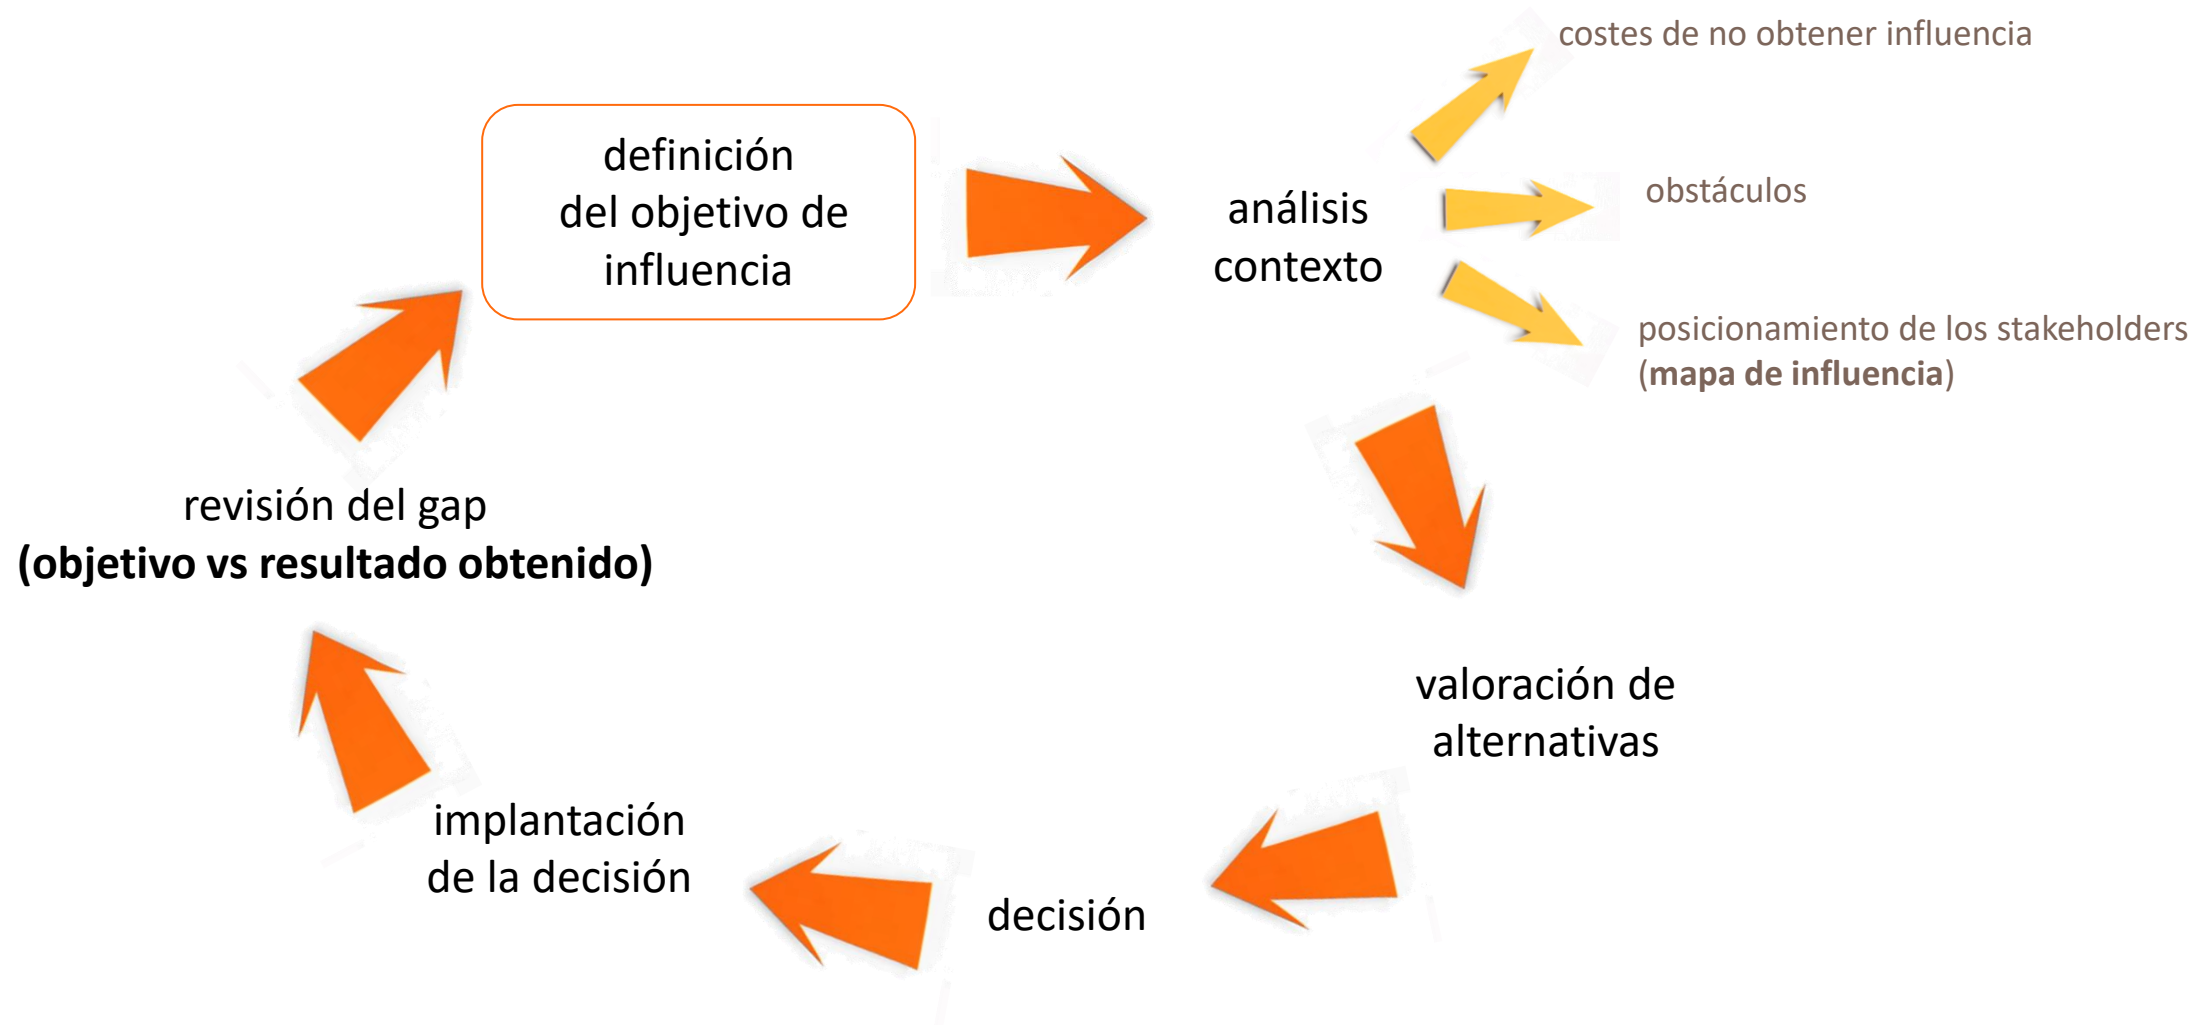 definición
del objetivo de
influencia
análisis
contexto
costes de no obtener influencia
obstáculos
posicionamiento de los stakeholders
(mapa de influencia)
valoración de
alternativas
decisión
implantación
de la decisión
revisión del gap
(objetivo vs resultado obtenido)